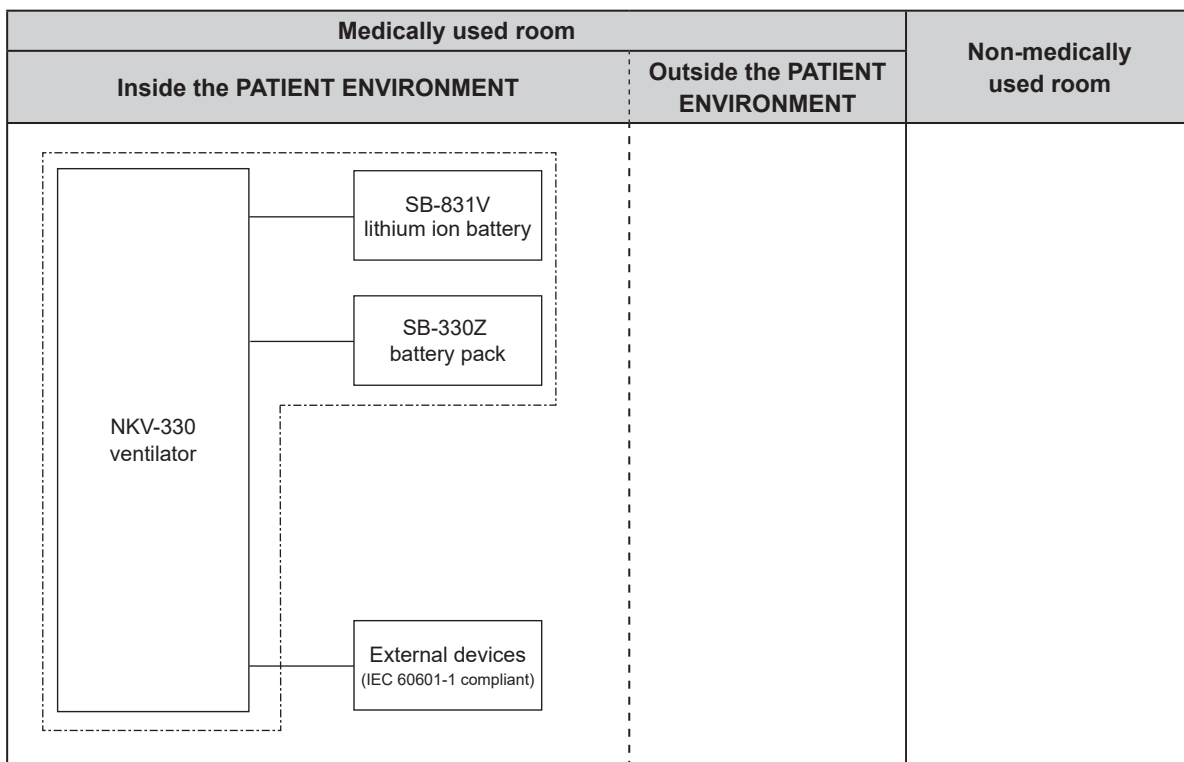 Medically used room
Non-medically
used room
Inside the PATIENT ENVIRONMENT
Outside the PATIENT
ENVIRONMENT
SB-831V
lithium ion battery
SB-330Z
battery pack
NKV-330
ventilator
External devices
(IEC 60601-1 compliant)